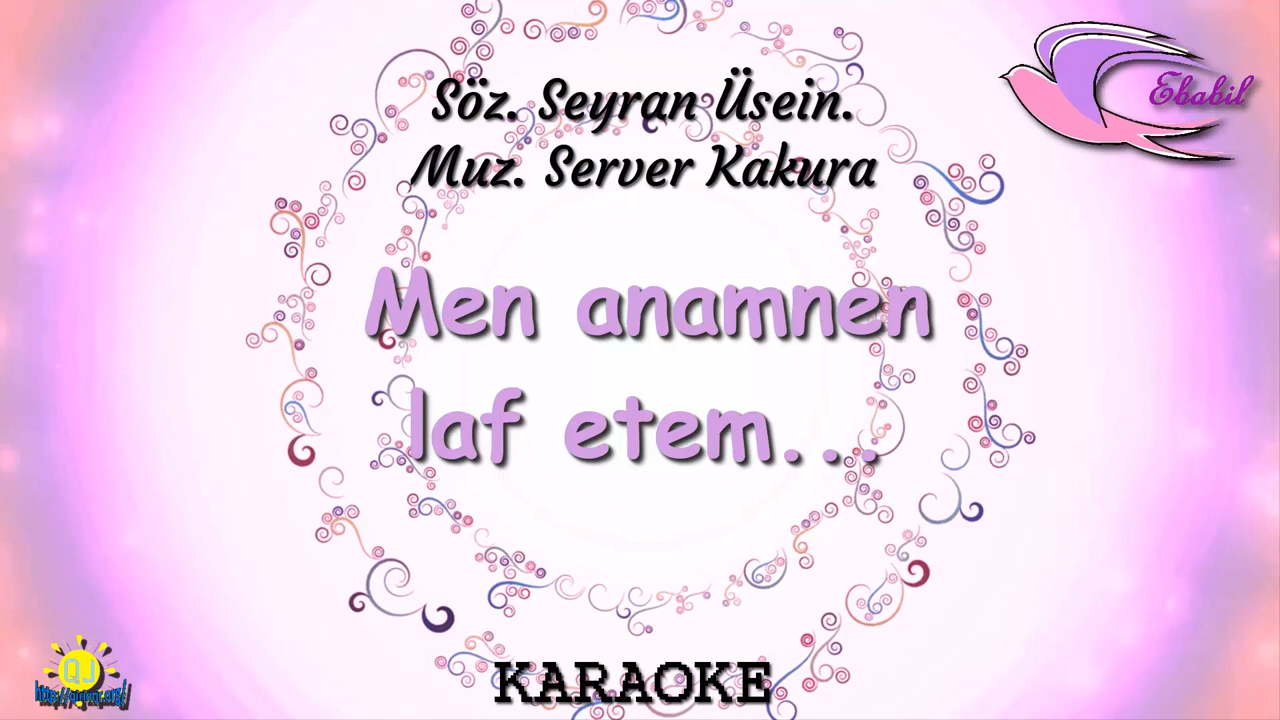 Söz. Seyran Üsein.
Muz. Server Kakura
Ebabil
Men anamnen
laf etem...
QJ
KARAOKE